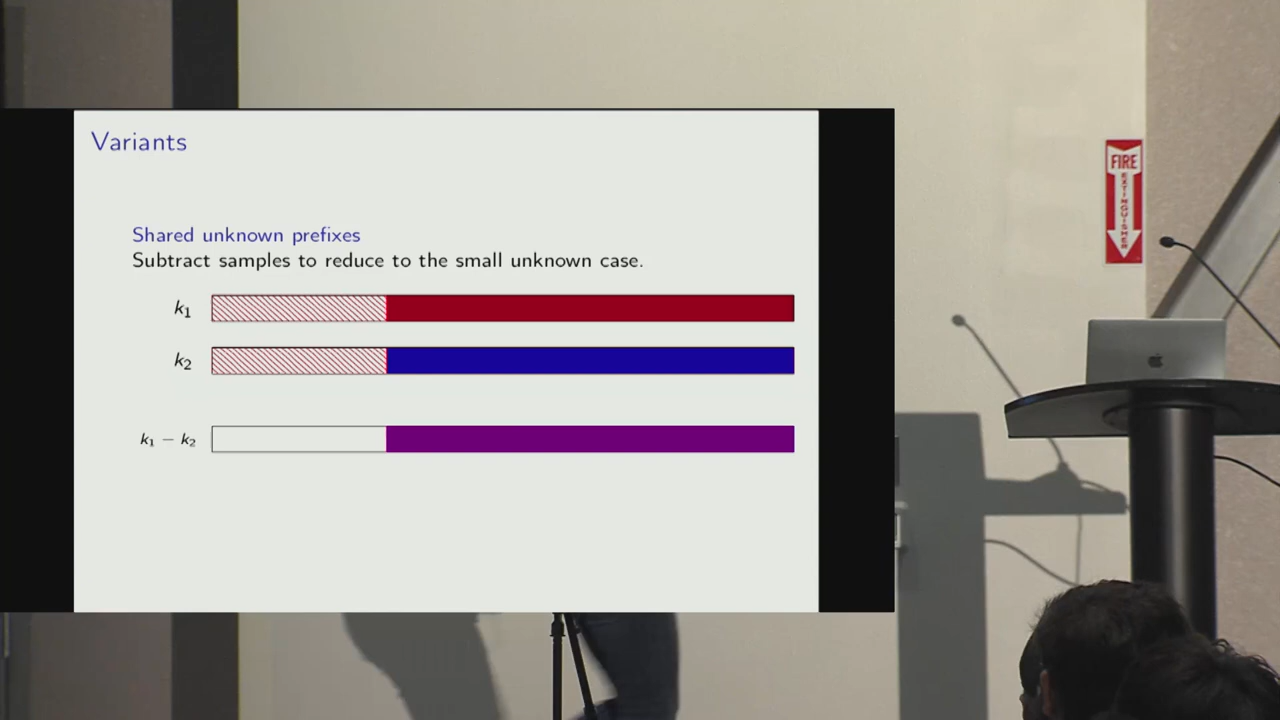 Variants
Shared unknown prefixes
Subtract samples to reduce to the small unknown case.
k₁
k₂
k₁ − k₂
FIRE
EXTINGUISHER